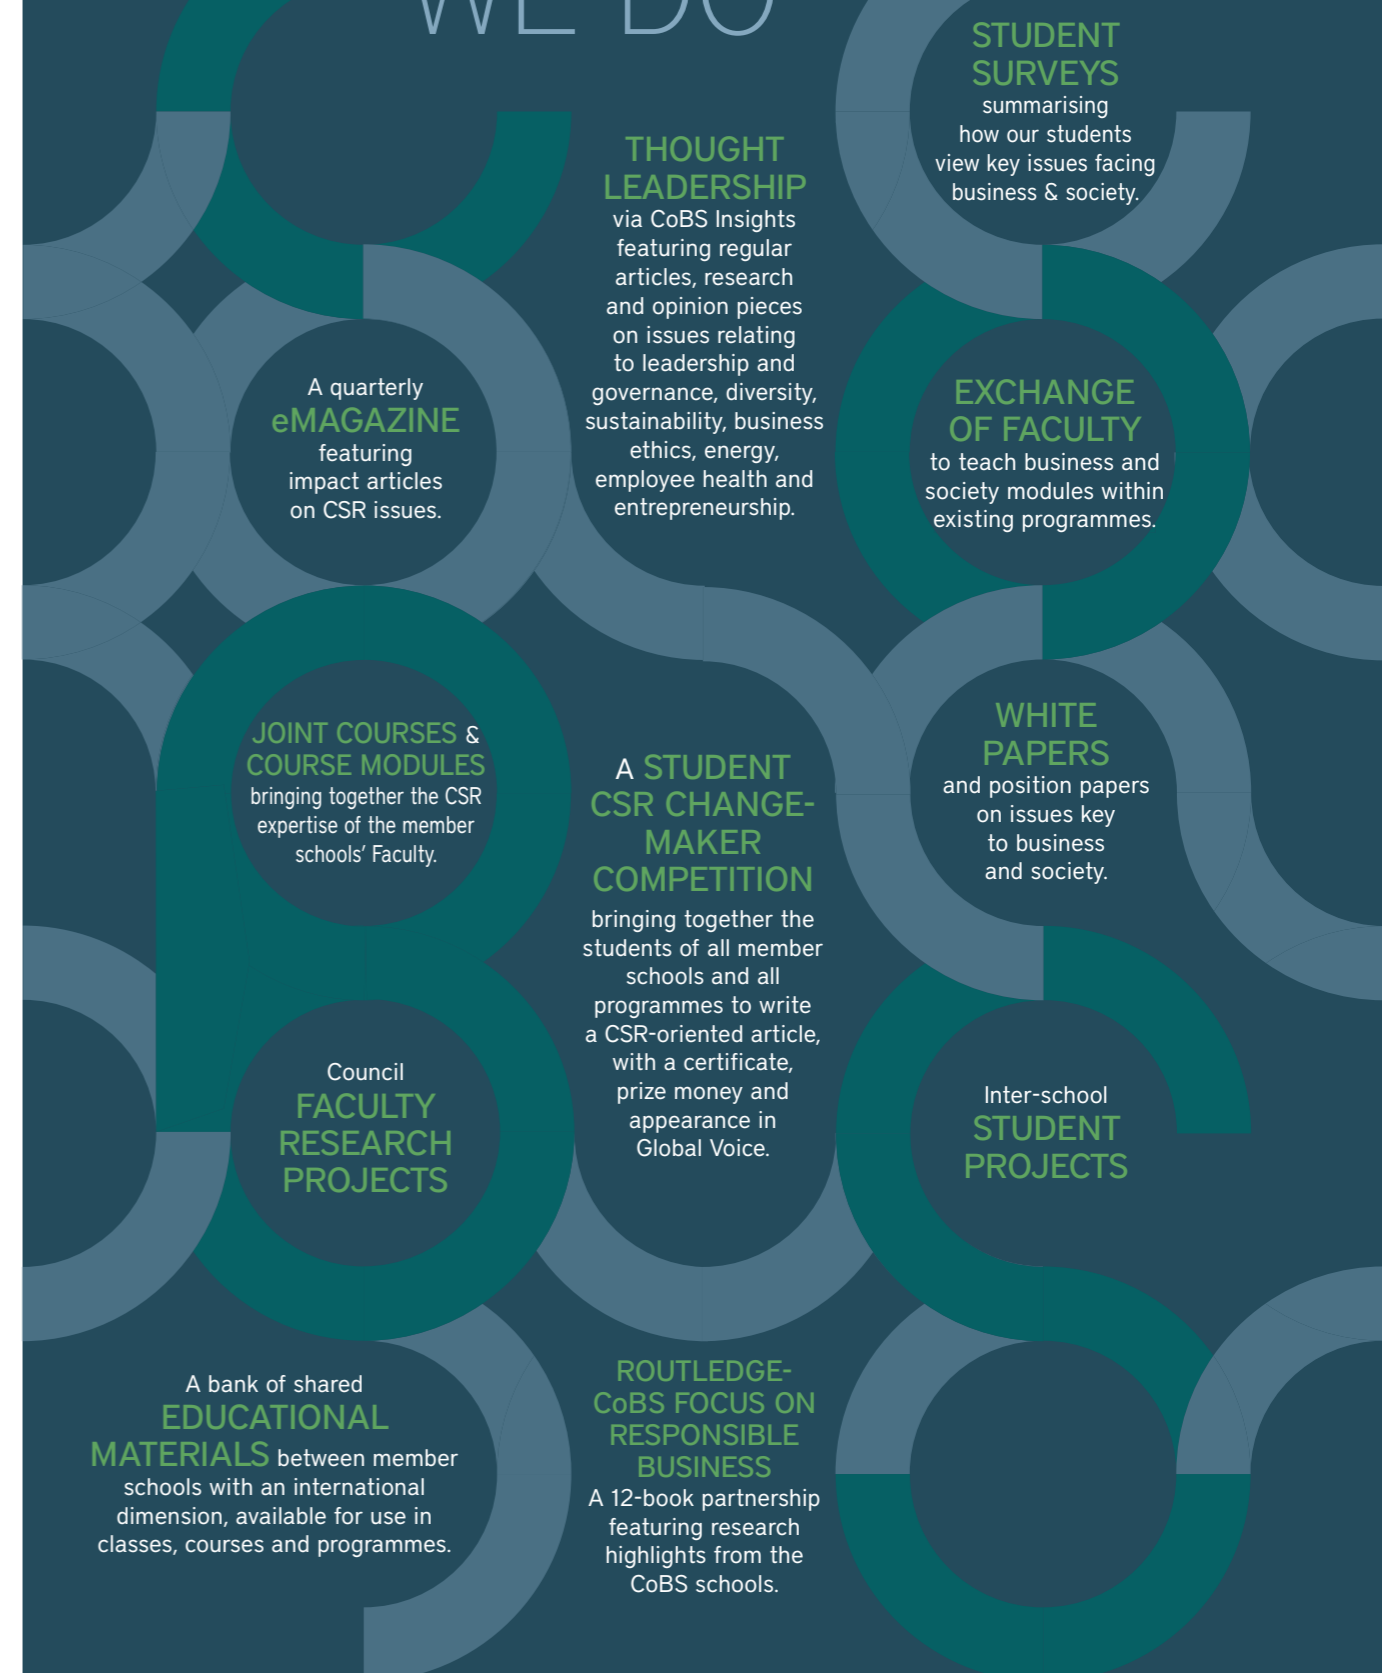 WE DO
STUDENT
SURVEYS
summarising
how our students
view key issues facing
business & society.
THOUGHT
LEADERSHIP
via CoBS Insights
featuring regular
articles, research
and opinion pieces
on issues relating
to leadership and
governance, diversity,
sustainability, business
ethics, energy,
employee health and
entrepreneurship.
A quarterly
eMAGAZINE
featuring
impact articles
on CSR issues.
EXCHANGE
OF FACULTY
to teach business and
society modules within
existing programmes.
JOINT COURSES &
COURSE MODULES
bringing together the CSR
expertise of the member
schools’ Faculty.
A STUDENT
CSR CHANGE-
MAKER
COMPETITION
bringing together the
students of all member
schools and all
programmes to write
a CSR-oriented article,
with a certificate,
prize money and
appearance in
Global Voice.
WHITE
PAPERS
and position papers
on issues key
to business
and society.
Council
FACULTY
RESEARCH
PROJECTS
Inter-school
STUDENT
PROJECTS
A bank of shared
EDUCATIONAL
MATERIALS between member
schools with an international
dimension, available for use in
classes, courses and programmes.
ROUTLEDGE-
CoBS FOCUS ON
RESPONSIBLE
BUSINESS
A 12-book partnership
featuring research
highlights from the
CoBS schools.